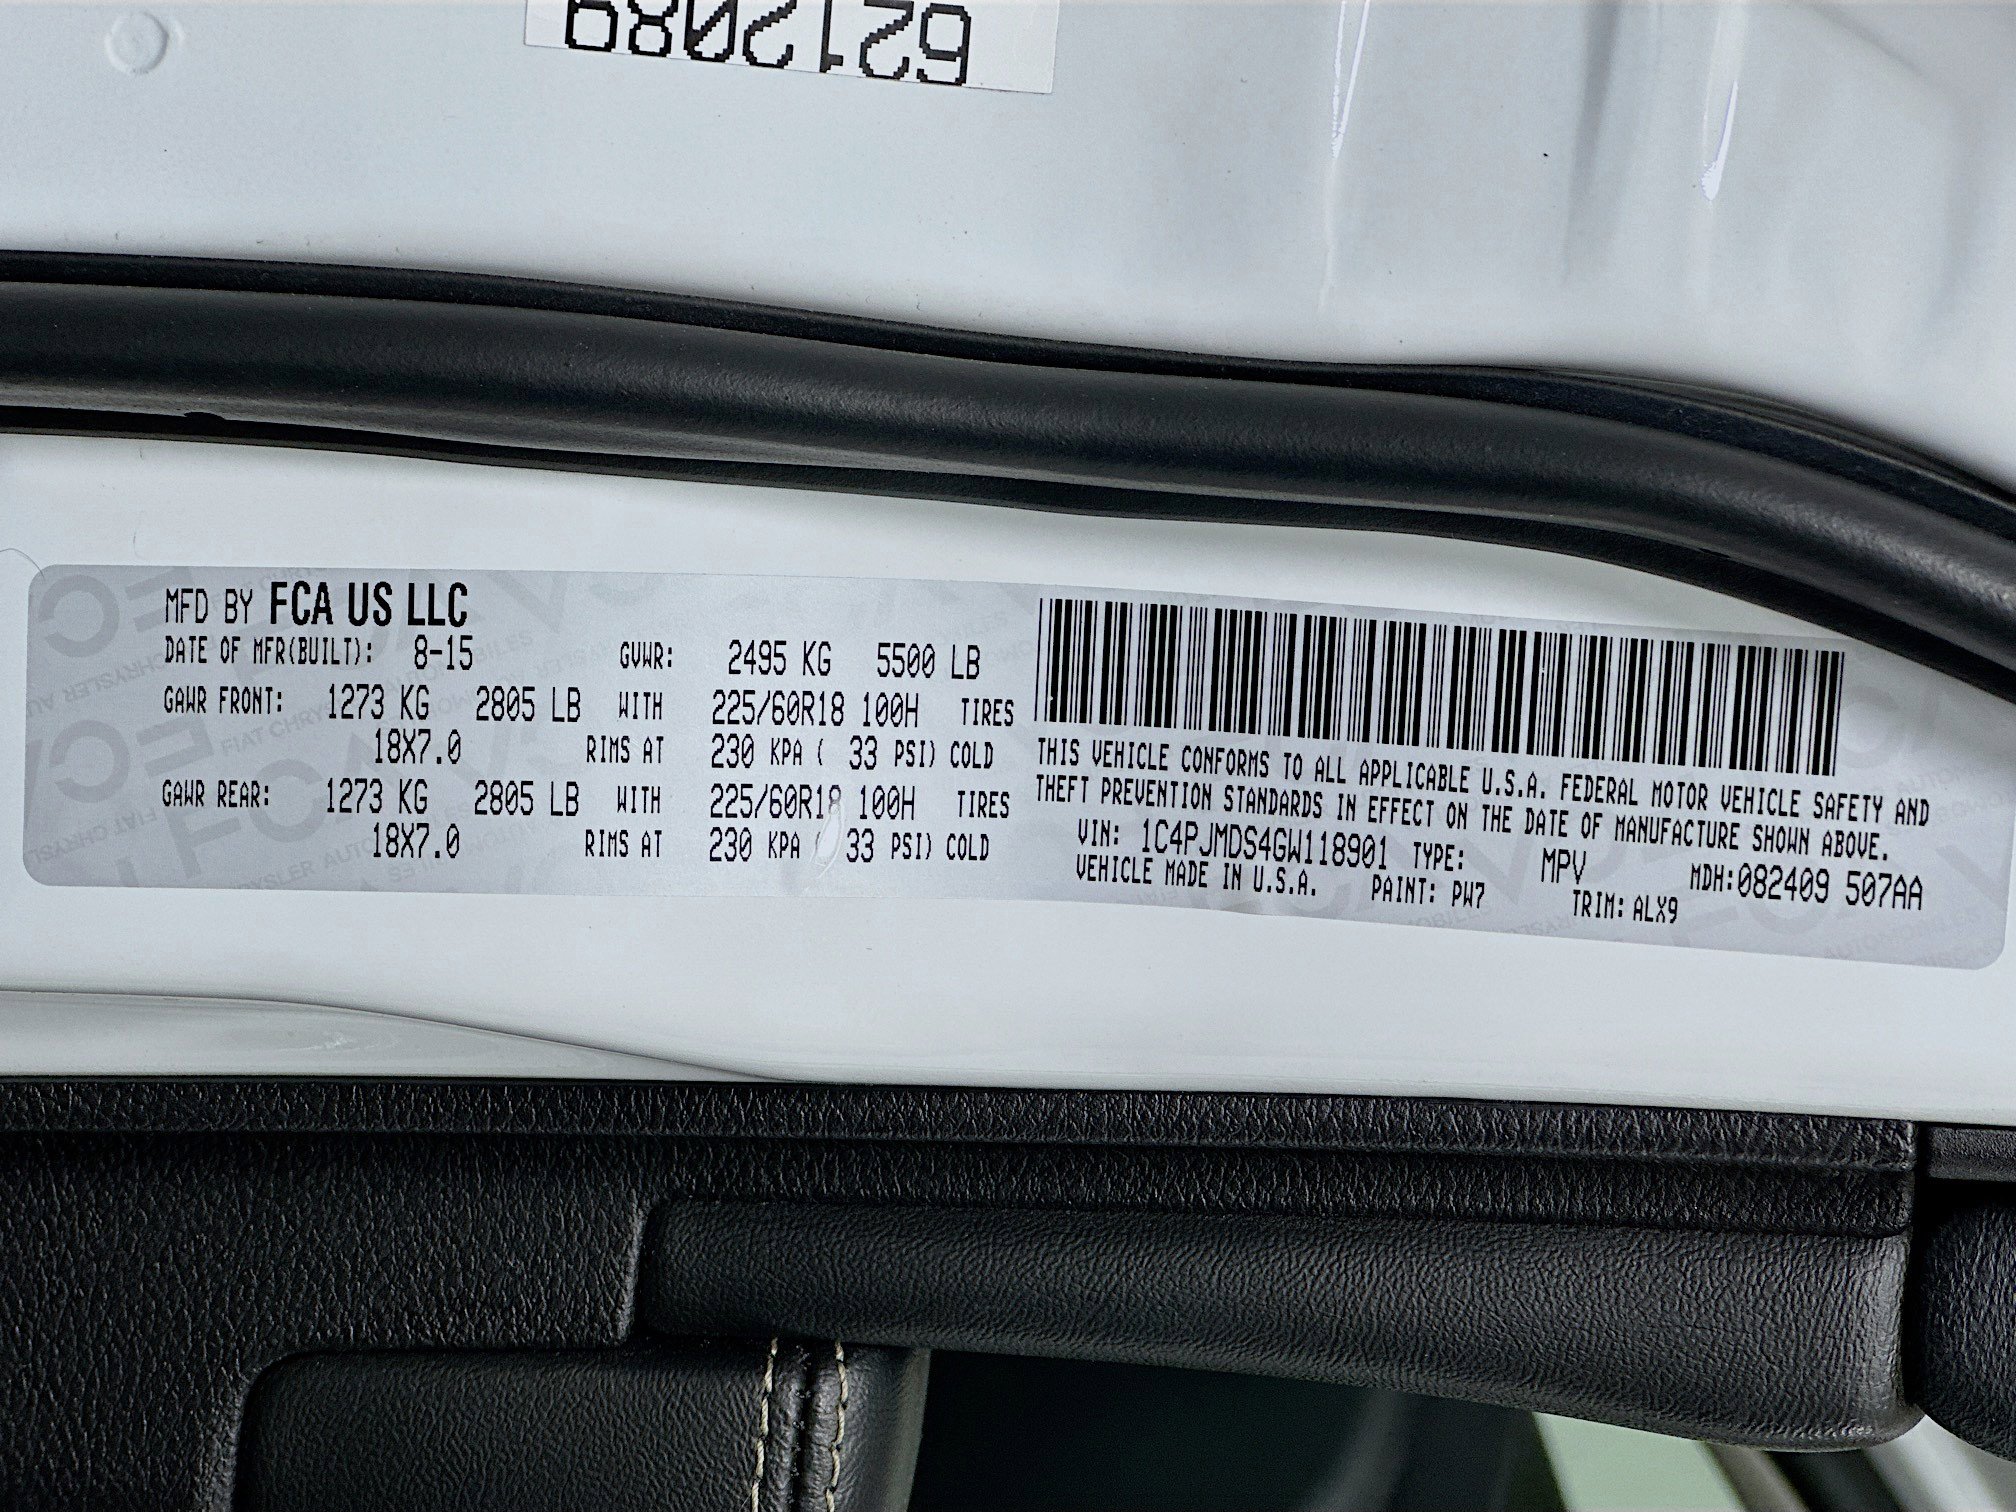 6212089
MFD BY FCA US LLC
DATE OF MFR(BUILT): 8-15 GVWR: 2495 KG 5500 LB
GAWR FRONT: 1273 KG 2805 LB WITH 225/60R18 100H TIRES
18X7.0 RIMS AT 230 KPA ( 33 PSI) COLD
GAWR REAR: 1273 KG 2805 LB WITH 225/60R18 100H TIRES
18X7.0 RIMS AT 230 KPA ( 33 PSI) COLD
THIS VEHICLE CONFORMS TO ALL APPLICABLE U.S.A. FEDERAL MOTOR VEHICLE SAFETY AND
THEFT PREVENTION STANDARDS IN EFFECT ON THE DATE OF MANUFACTURE SHOWN ABOVE.
VIN: 1C4PJMDS4GW118901 TYPE: MPV MDH:082409 507AA
VEHICLE MADE IN U.S.A. PAINT: PW7 TRIM: ALX9